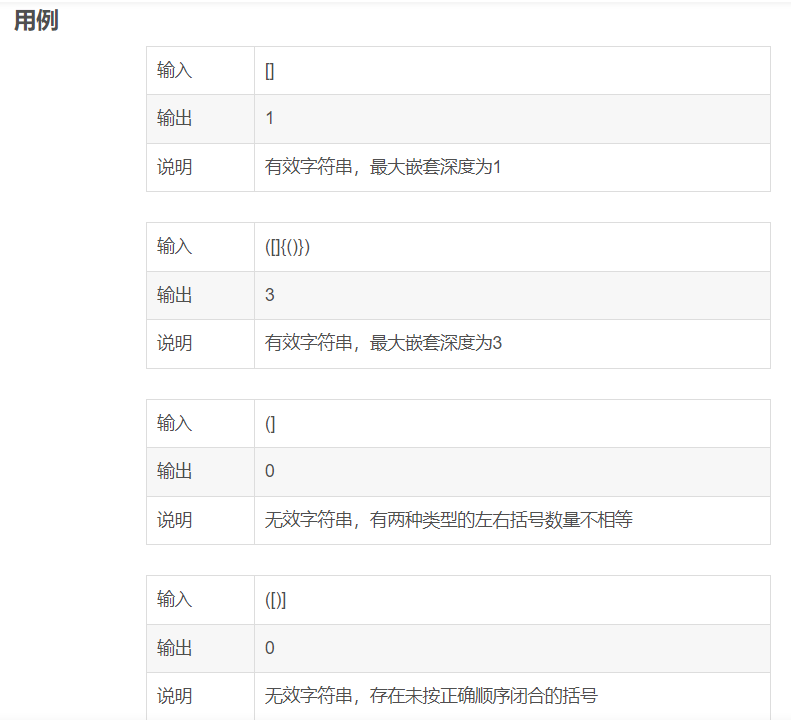 用例
输入 []
输出 1
说明 有效字符串，最大嵌套深度为1
输入 ([]{()})
输出 3
说明 有效字符串，最大嵌套深度为3
输入 (]
输出 0
说明 无效字符串，有两种类型的左右括号数量不相等
输入 ([)]
输出 0
说明 无效字符串，存在未按正确顺序闭合的括号